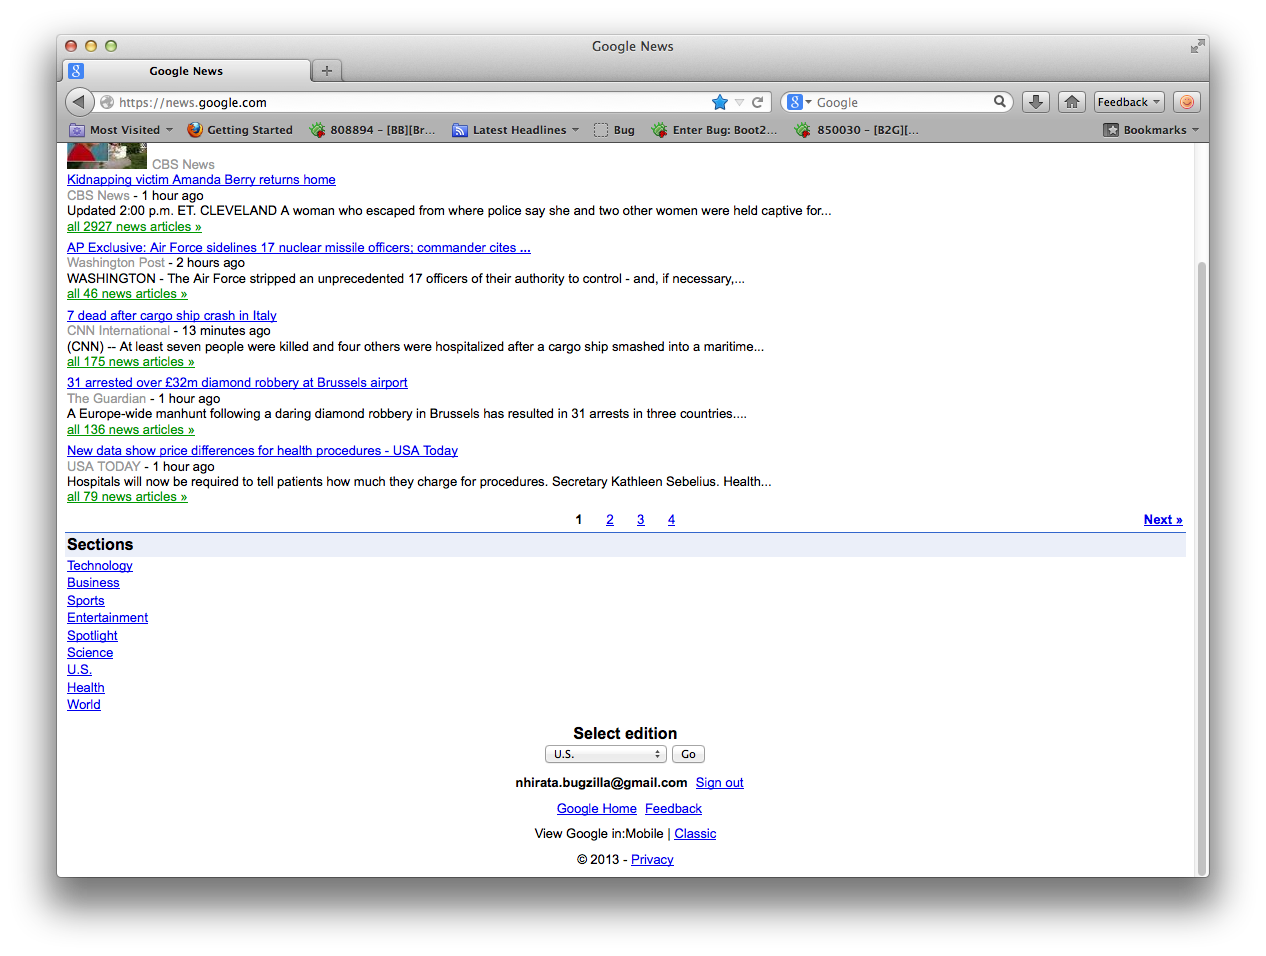 Google News
Google News
https://news.google.com
Google
Feedback
Most Visited
Getting Started
808894 – [BB][Br...
Latest Headlines
Bug
Enter Bug: Boot2...
850030 – [B2G][...
Bookmarks
CBS News
Kidnapping victim Amanda Berry returns home
CBS News - 1 hour ago
Updated 2:00 p.m. ET. CLEVELAND A woman who escaped from where police say she and two other women were held captive for...
all 2927 news articles »
AP Exclusive: Air Force sidelines 17 nuclear missile officers; commander cites ...
Washington Post - 2 hours ago
WASHINGTON - The Air Force stripped an unprecedented 17 officers of their authority to control - and, if necessary,...
all 46 news articles »
7 dead after cargo ship crash in Italy
CNN International - 13 minutes ago
(CNN) -- At least seven people were killed and four others were hospitalized after a cargo ship smashed into a maritime...
all 175 news articles »
31 arrested over £32m diamond robbery at Brussels airport
The Guardian - 1 hour ago
A Europe-wide manhunt following a daring diamond robbery in Brussels has resulted in 31 arrests in three countries....
all 136 news articles »
New data show price differences for health procedures - USA Today
USA TODAY - 1 hour ago
Hospitals will now be required to tell patients how much they charge for procedures. Secretary Kathleen Sebelius. Health...
all 79 news articles »
1 2 3 4 Next »
Sections
Technology
Business
Sports
Entertainment
Spotlight
Science
U.S.
Health
World
Select edition
U.S. Go
nhirata.bugzilla@gmail.com Sign out
Google Home Feedback
View Google in:Mobile | Classic
© 2013 - Privacy